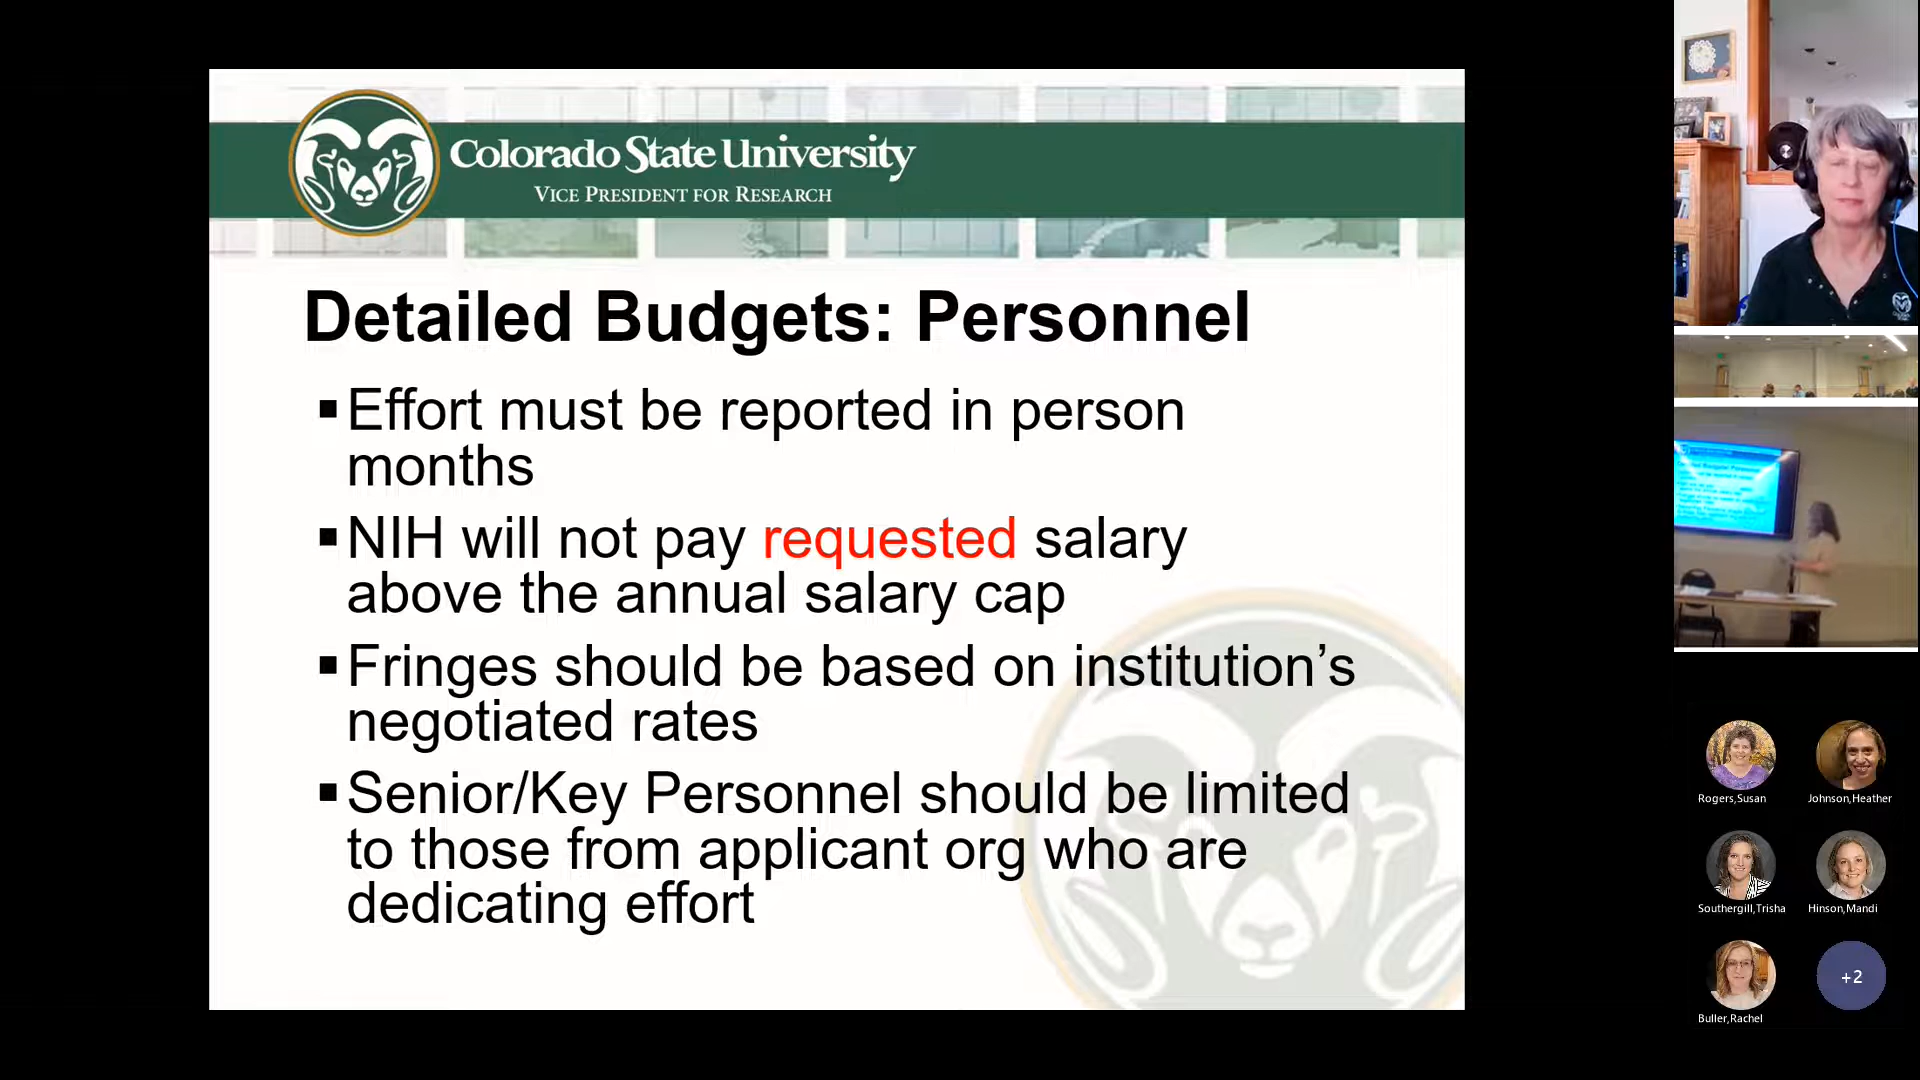 Colorado State University
VICE PRESIDENT FOR RESEARCH
Detailed Budgets: Personnel
▪Effort must be reported in person
months
▪NIH will not pay requested salary
above the annual salary cap
▪Fringes should be based on institution’s
negotiated rates
▪Senior/Key Personnel should be limited
to those from applicant org who are
dedicating effort
Rogers,Susan
Johnson,Heather
Southergill,Trisha
Hinson,Mandi
Buller,Rachel
+2